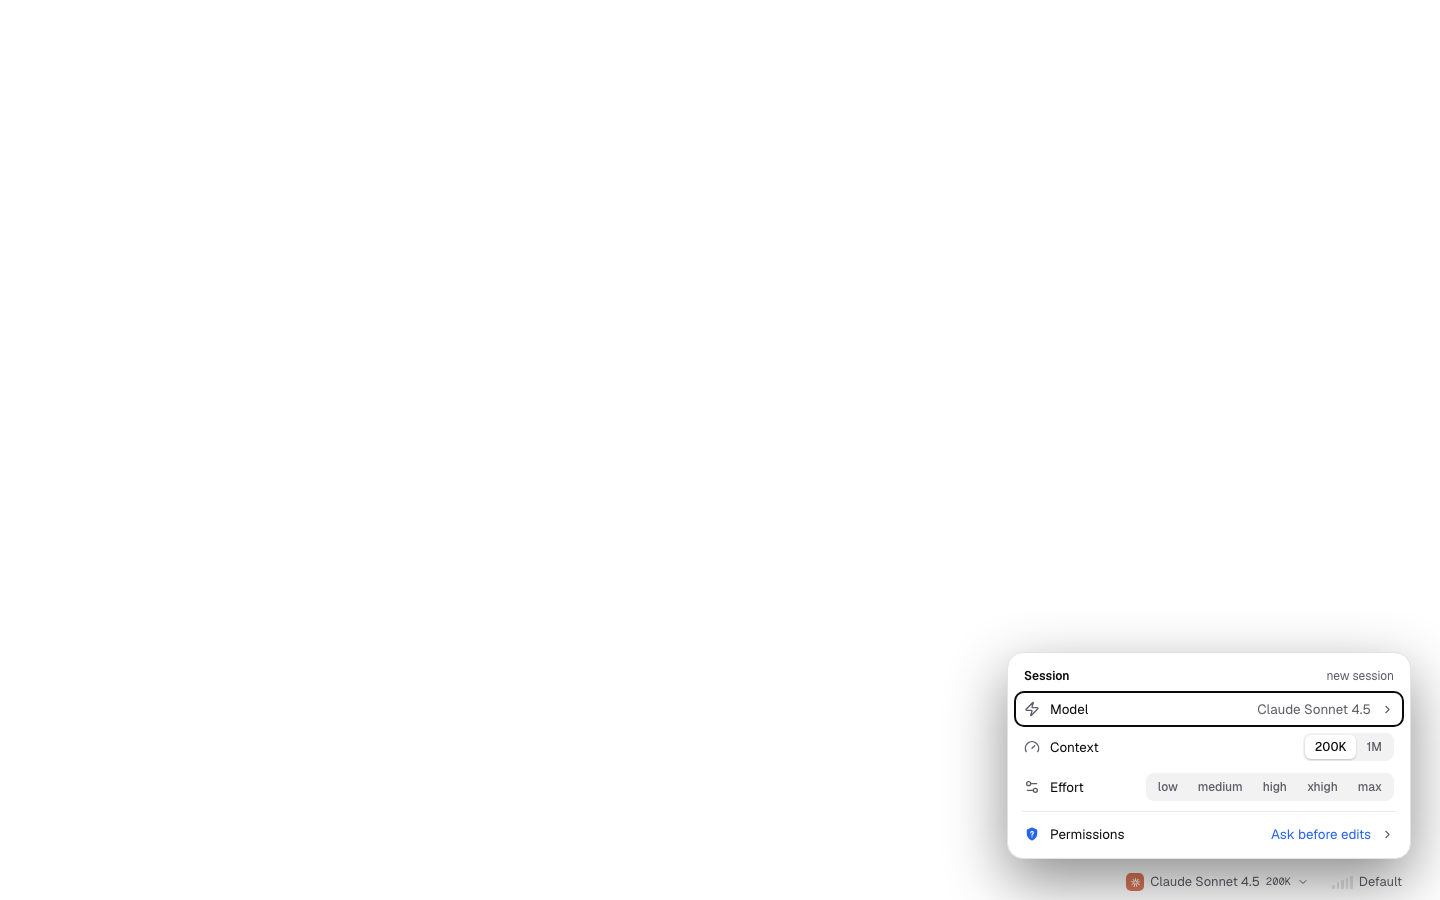 Session new session
Model Claude Sonnet 4.5
Context 200K 1M
Effort low medium high xhigh max
Permissions Ask before edits
Claude Sonnet 4.5 200K Default